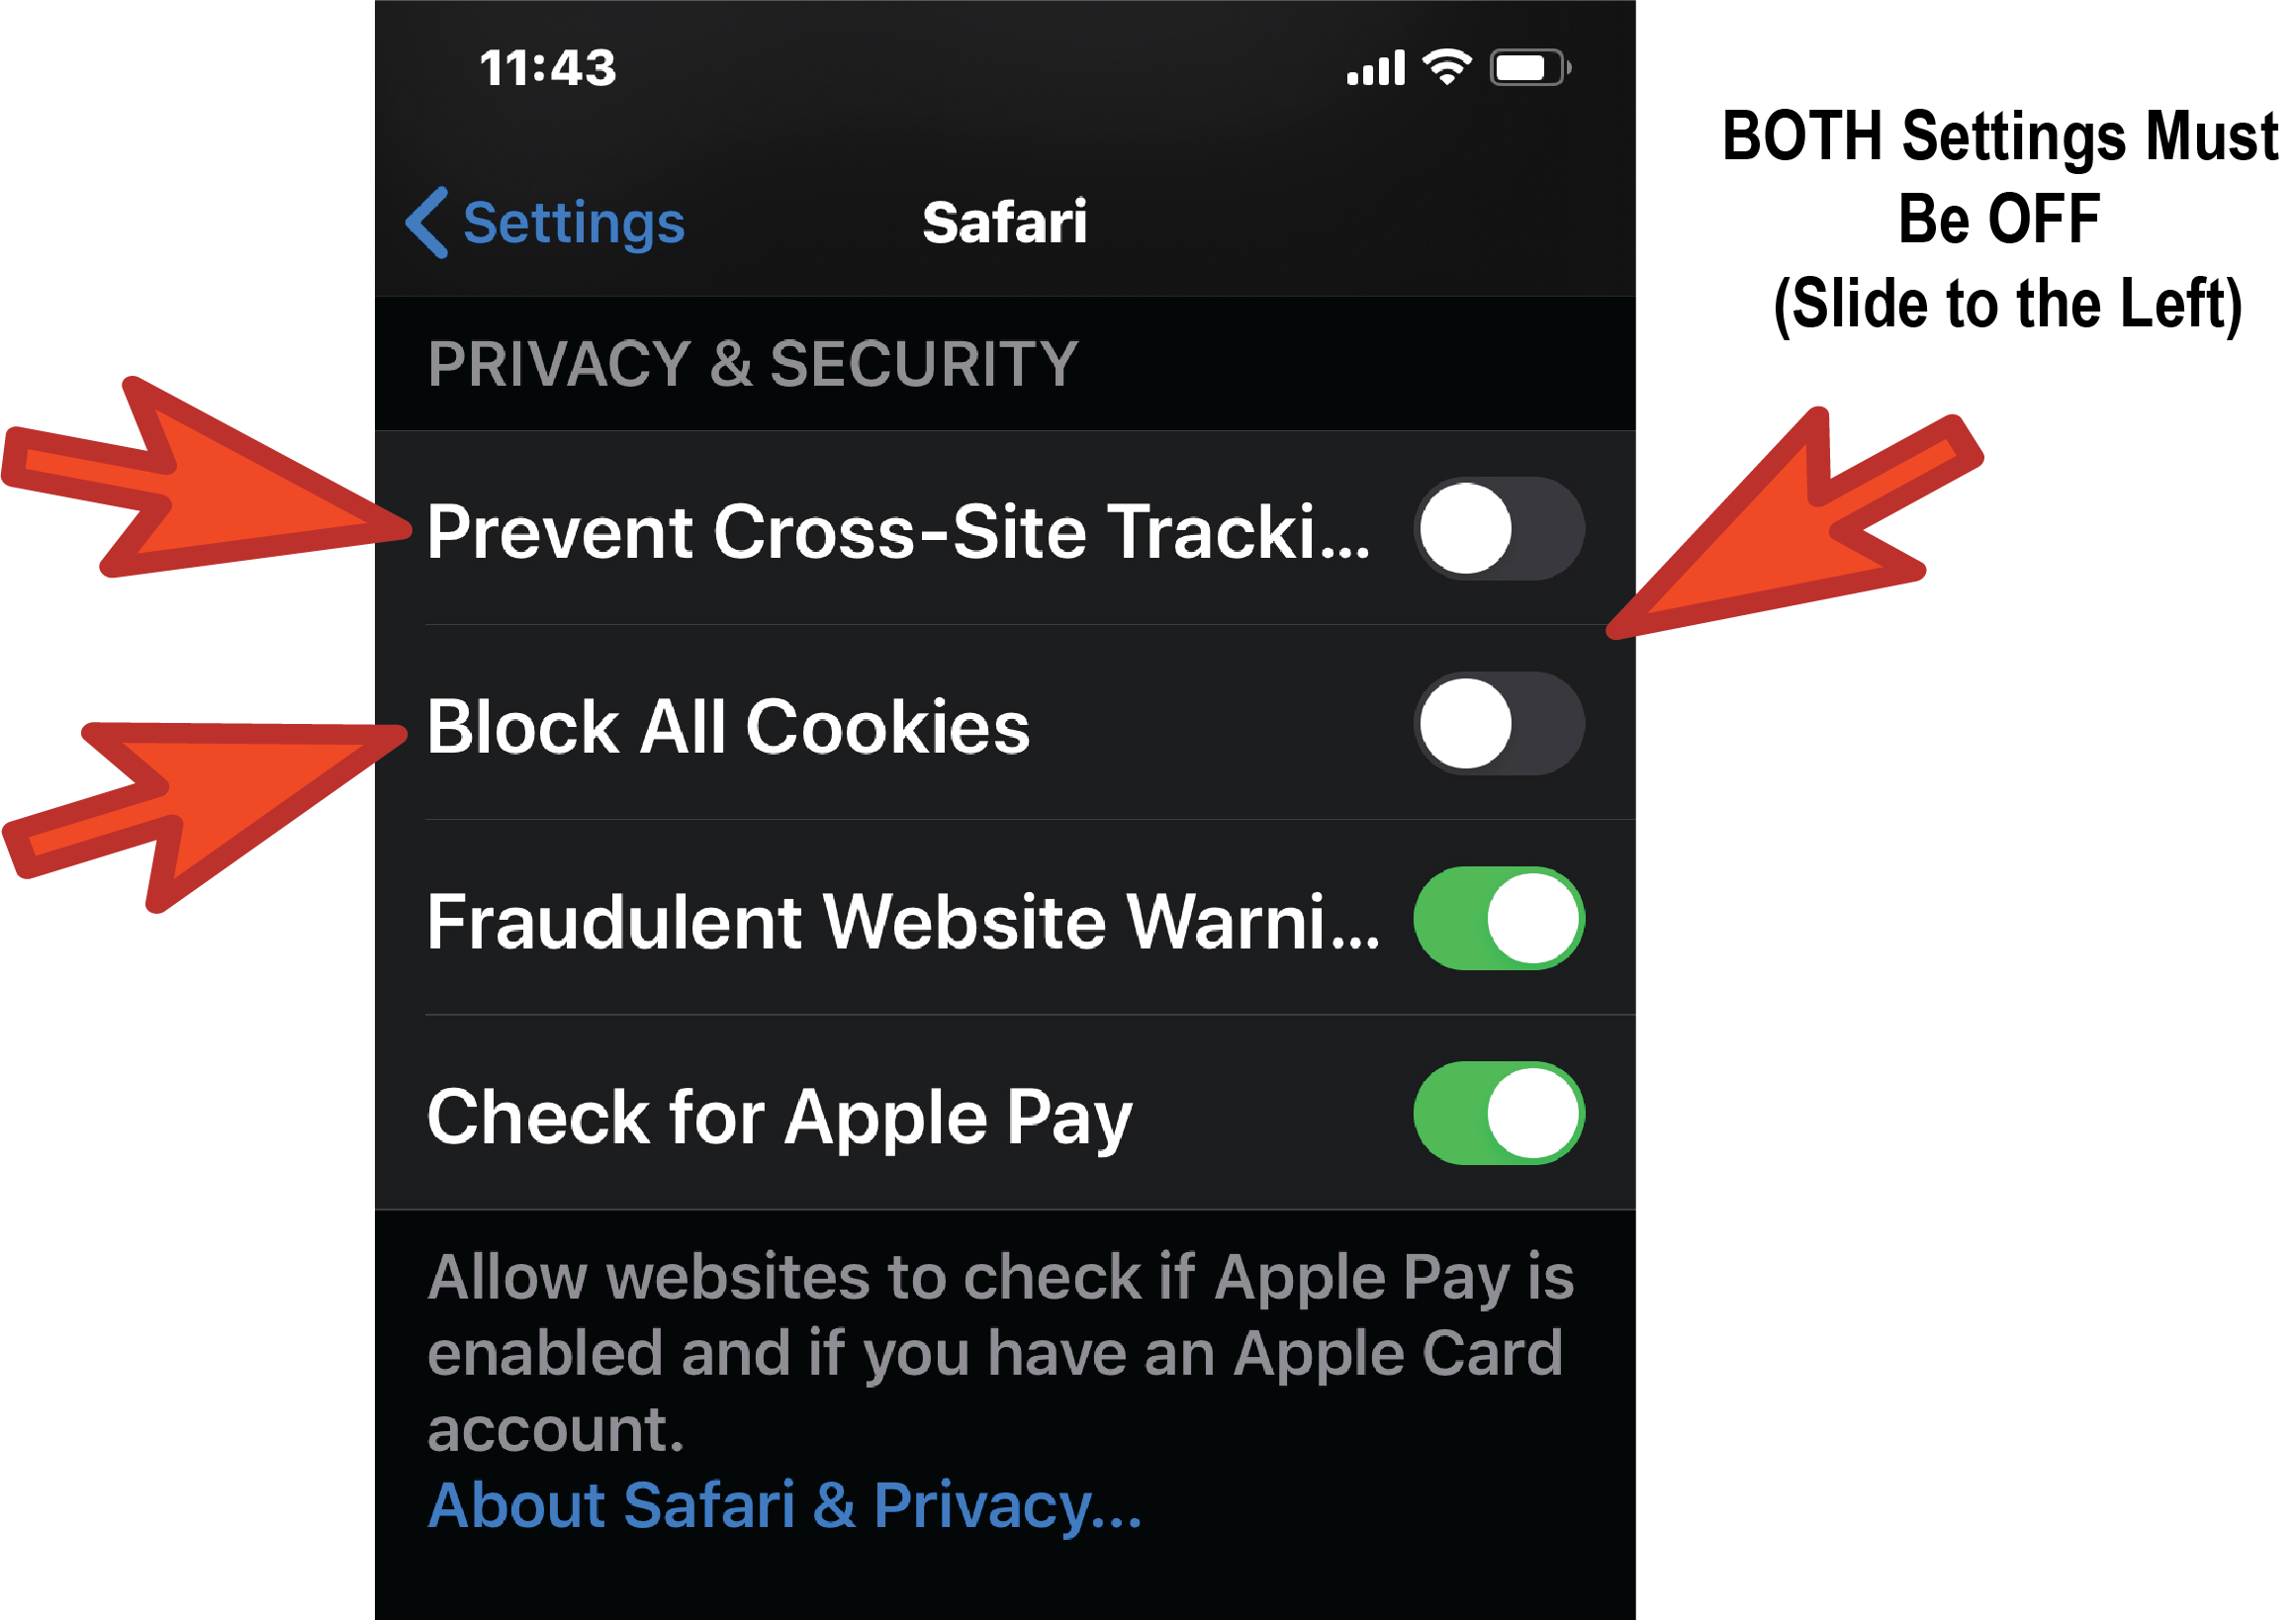 11:43
BOTH Settings Must
Be OFF
(Slide to the Left)
Settings
Safari
PRIVACY & SECURITY
Prevent Cross-Site Tracki...
Block All Cookies
Fraudulent Website Warni...
Check for Apple Pay
Allow websites to check if Apple Pay is
enabled and if you have an Apple Card
account.
About Safari & Privacy...